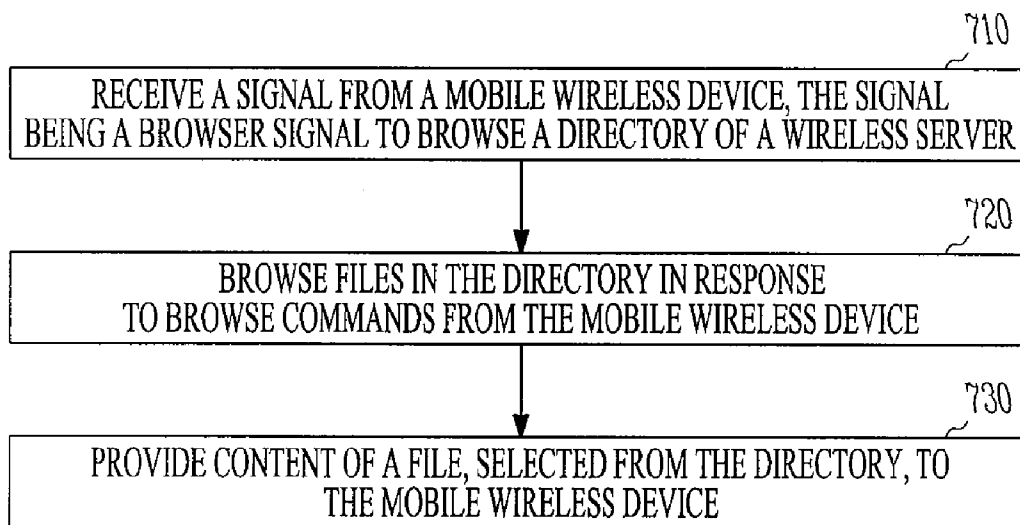 710
RECEIVE A SIGNAL FROM A MOBILE WIRELESS DEVICE, THE SIGNAL
BEING A BROWSER SIGNAL TO BROWSE A DIRECTORY OF A WIRELESS SERVER
720
BROWSE FILES IN THE DIRECTORY IN RESPONSE
TO BROWSE COMMANDS FROM THE MOBILE WIRELESS DEVICE
730
PROVIDE CONTENT OF A FILE, SELECTED FROM THE DIRECTORY, TO
THE MOBILE WIRELESS DEVICE